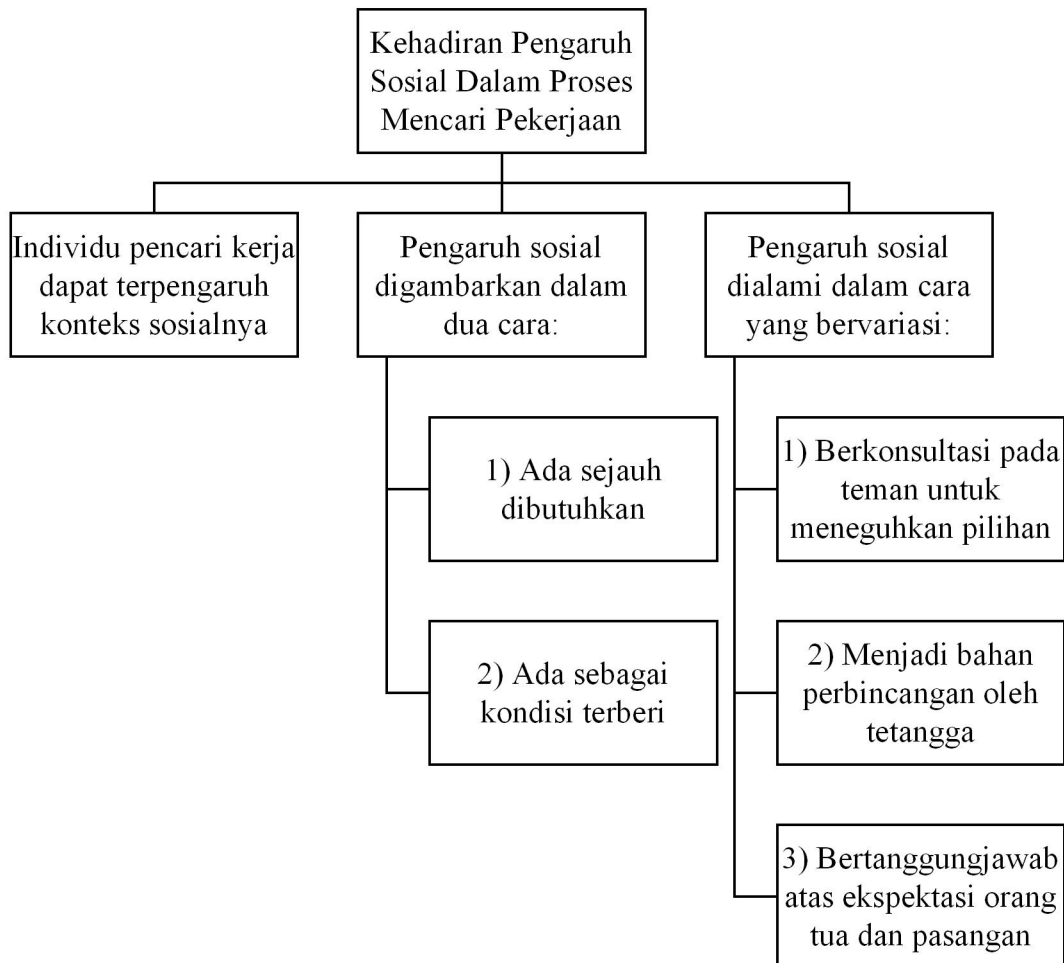 Kehadiran Pengaruh
Sosial Dalam Proses
Mencari Pekerjaan
Individu pencari kerja
dapat terpengaruh
konteks sosialnya
Pengaruh sosial
digambarkan dalam
dua cara:
1) Ada sejauh
dibutuhkan
2) Ada sebagai
kondisi terberi
Pengaruh sosial
dialami dalam cara
yang bervariasi:
1) Berkonsultasi pada
teman untuk
meneguhkan pilihan
2) Menjadi bahan
perbincangan oleh
tetangga
3) Bertanggungjawab
atas ekspektasi orang
tua dan pasangan